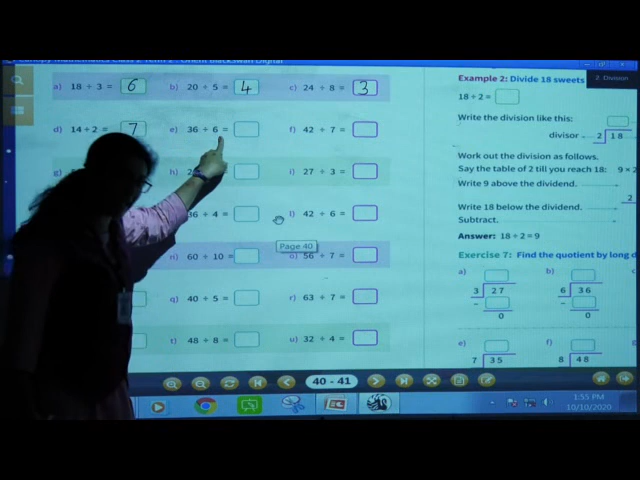 2. Division
a) 18 ÷ 3 = 6 b) 20 ÷ 5 = 4 c) 24 ÷ 8 = 3
d) 14 ÷ 2 = 7 e) 36 ÷ 6 = f) 42 ÷ 7 =
g) h) i) 27 ÷ 3 =
36 ÷ 4 = l) 42 ÷ 6 =
Page 40
60 ÷ 10 = 56 ÷ 7 =
q) 40 ÷ 5 = r) 63 ÷ 7 =
t) 48 ÷ 8 = u) 32 ÷ 4 =
Example 2: Divide 18 sweets
18 ÷ 2 =
Write the division like this:
divisor 2 18
Work out the division as follows.
Say the table of 2 till you reach 18: 9 × 2
Write 9 above the dividend.
2
Write 18 below the dividend.
Subtract.
Answer: 18 ÷ 2 = 9
Exercise 7: Find the quotient by long d
a) b)
3 27 6 36
− −
0 0
e) f)
7 35 8 48
40 - 41
1:55 PM
10/10/2020